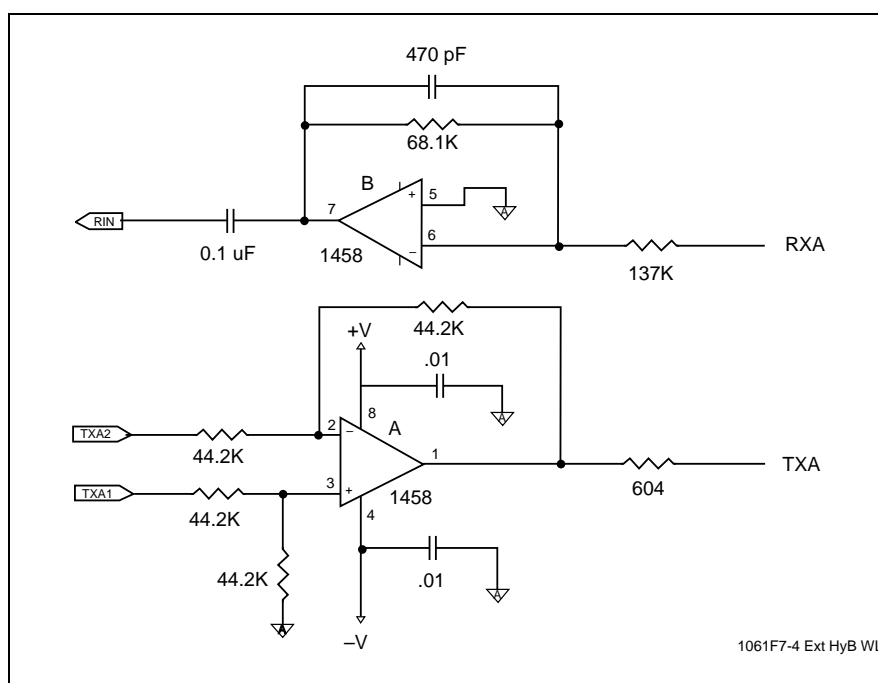 470 pF
68.1K
B
+
5
A
RIN
7
6
–
0.1 uF
1458
137K
RXA
44.2K
+V
.01
8
A
TXA2
2
–
A
44.2K
1
TXA
TXA1
3
+
1458
604
44.2K
4
44.2K
.01
A
A
–V
1061F7-4 Ext HyB WL